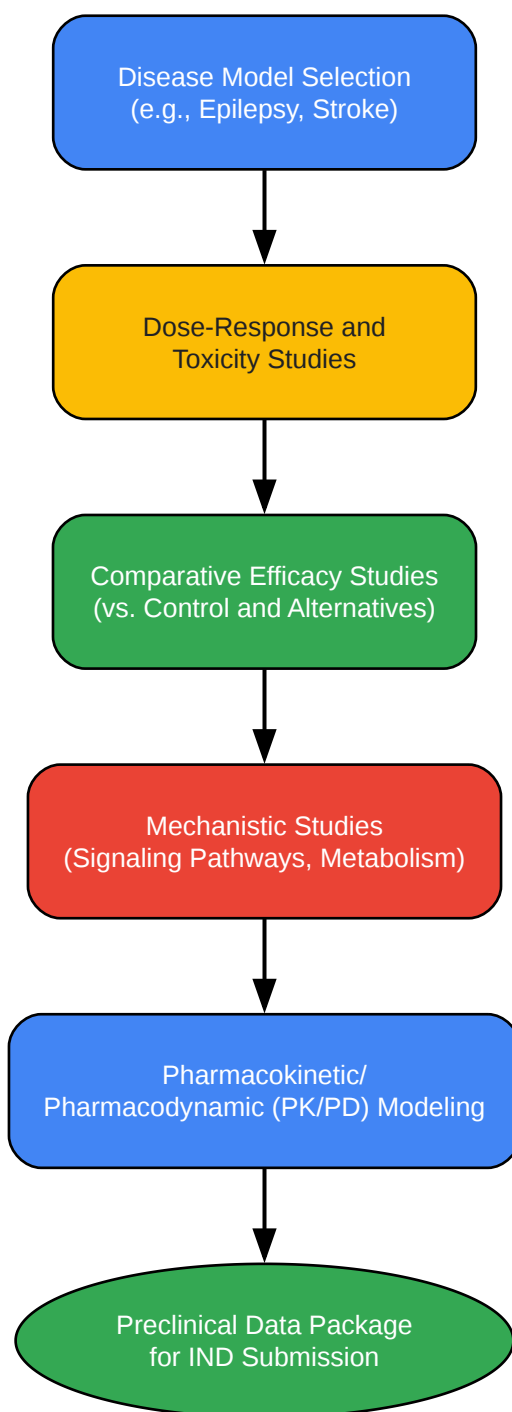 Disease Model Selection
(e.g., Epilepsy, Stroke)
Dose-Response and
Toxicity Studies
Comparative Efficacy Studies
(vs. Control and Alternatives)
Mechanistic Studies
(Signaling Pathways, Metabolism)
Pharmacokinetic/
Pharmacodynamic (PK/PD) Modeling
Preclinical Data Package
for IND Submission